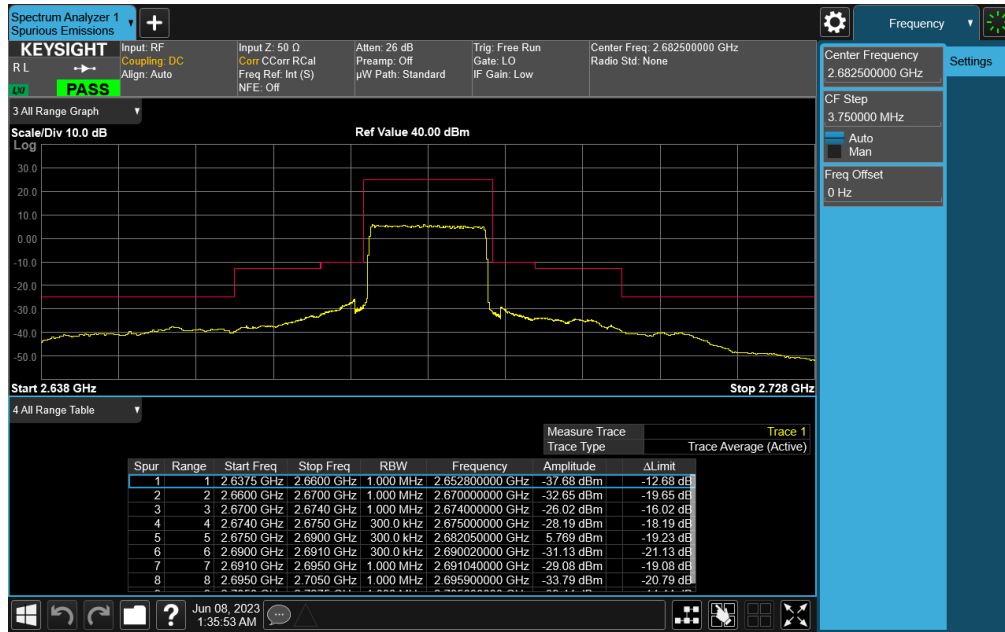 Spectrum Analyzer 1
Spurious Emissions
Frequency
KEYSIGHT
R L
LXI
PASS
Input: RF
Coupling: DC
Align: Auto
Input Z: 50 Ω
Corr CCorr RCal
Freq Ref: Int (S)
NFE: Off
Atten: 26 dB
Preamp: Off
µW Path: Standard
Trig: Free Run
Gate: LO
IF Gain: Low
Center Freq: 2.682500000 GHz
Radio Std: None
Center Frequency
2.682500000 GHz
Settings
CF Step
3.750000 MHz
Auto
Man
Freq Offset
0 Hz
3 All Range Graph
Scale/Div 10.0 dB
Ref Value 40.00 dBm
Log
30.0
20.0
10.0
0.00
-10.0
-20.0
-30.0
-40.0
-50.0
Start 2.638 GHz
Stop 2.728 GHz
4 All Range Table
Measure Trace Trace 1
Trace Type Trace Average (Active)
Spur Range Start Freq Stop Freq RBW Frequency Amplitude ΔLimit
1 1 2.6375 GHz 2.6600 GHz 1.000 MHz 2.652800000 GHz -37.68 dBm -12.68 dB
2 2 2.6600 GHz 2.6700 GHz 1.000 MHz 2.670000000 GHz -32.65 dBm -19.65 dB
3 3 2.6700 GHz 2.6740 GHz 1.000 MHz 2.674000000 GHz -26.02 dBm -16.02 dB
4 4 2.6740 GHz 2.6750 GHz 300.0 kHz 2.675000000 GHz -28.19 dBm -18.19 dB
5 5 2.6750 GHz 2.6900 GHz 300.0 kHz 2.682050000 GHz 5.769 dBm -19.23 dB
6 6 2.6900 GHz 2.6910 GHz 300.0 kHz 2.690020000 GHz -31.13 dBm -21.13 dB
7 7 2.6910 GHz 2.6950 GHz 1.000 MHz 2.691040000 GHz -29.08 dBm -19.08 dB
8 8 2.6950 GHz 2.7050 GHz 1.000 MHz 2.695900000 GHz -33.79 dBm -20.79 dB
?
Jun 08, 2023
1:35:53 AM